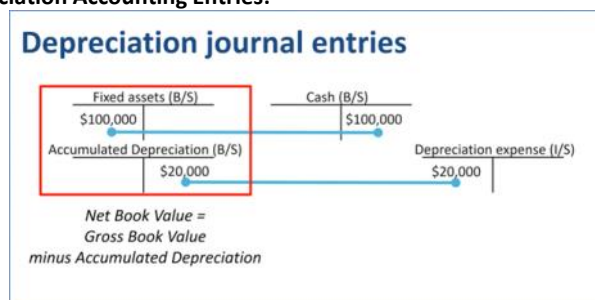 Depreciation journal entries
Fixed assets (B/S) Cash (B/S)
$100,000 $100,000
Accumulated Depreciation (B/S) Depreciation expense (I/S)
$20,000 $20,000
Net Book Value =
Gross Book Value
minus Accumulated Depreciation